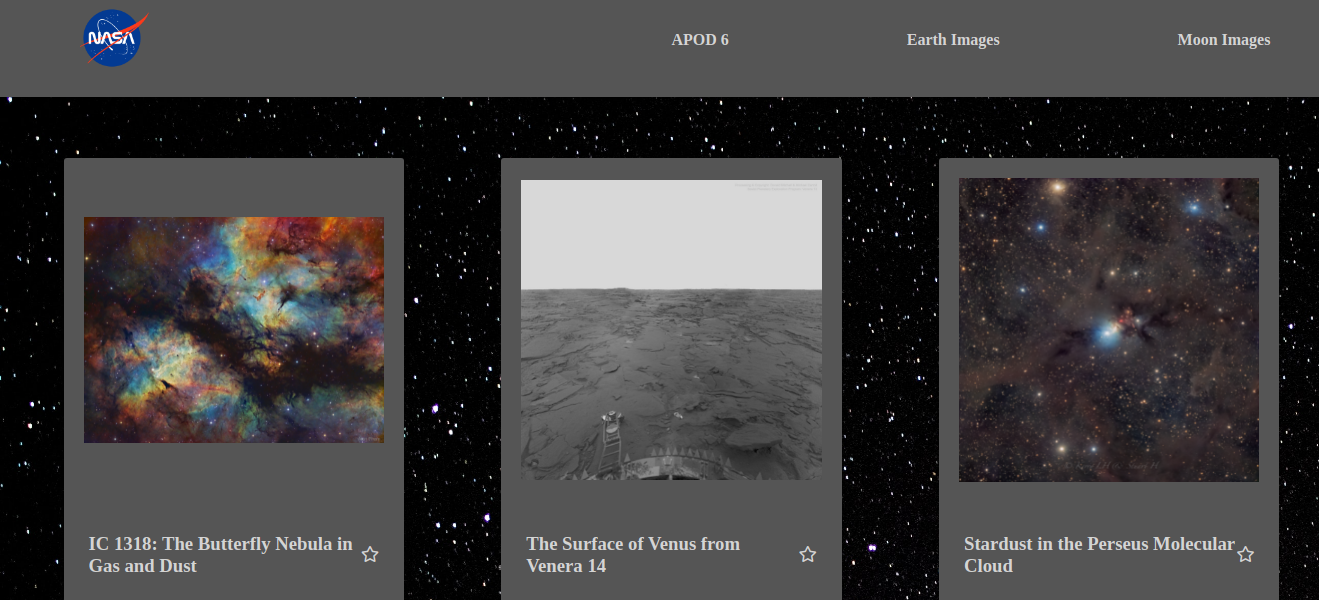 NASA
APOD 6
Earth Images
Moon Images
IC 1318: The Butterfly Nebula in
Gas and Dust
The Surface of Venus from
Venera 14
Stardust in the Perseus Molecular
Cloud